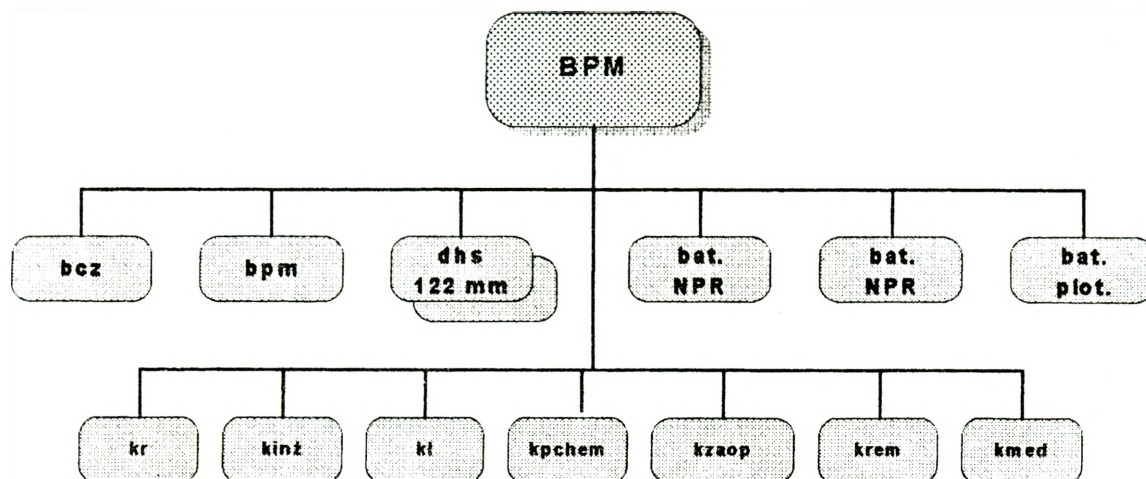 BPM
bcz
bpm
dhs
122 mm
bat.
NPR
bat.
NPR
bat.
plot.
kr
kinż
kł
kpchem
kzaop
krem
kmed